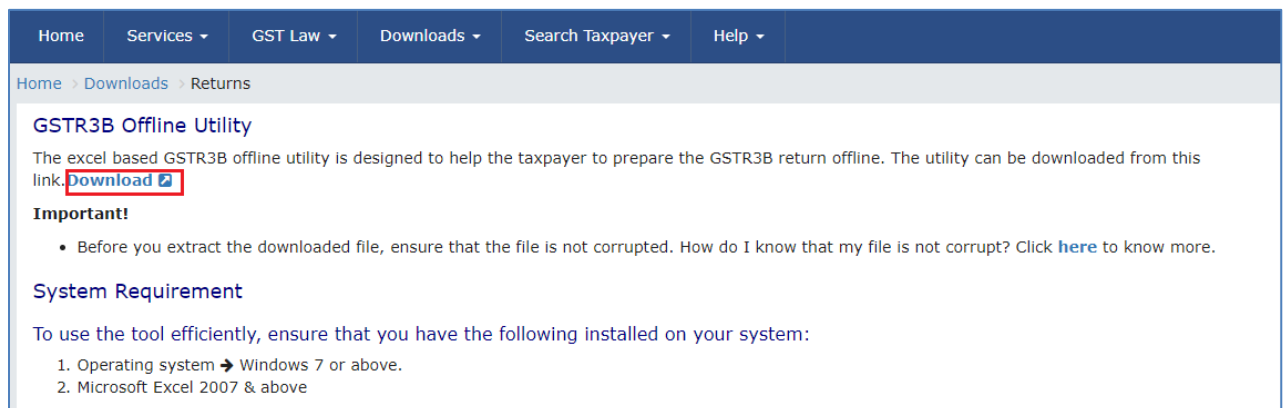 Home Services GST Law Downloads Search Taxpayer Help
Home > Downloads > Returns
GSTR3B Offline Utility
The excel based GSTR3B offline utility is designed to help the taxpayer to prepare the GSTR3B return offline. The utility can be downloaded from this
link.Download
Important!
• Before you extract the downloaded file, ensure that the file is not corrupted. How do I know that my file is not corrupt? Click here to know more.
System Requirement
To use the tool efficiently, ensure that you have the following installed on your system:
1. Operating system → Windows 7 or above.
2. Microsoft Excel 2007 & above